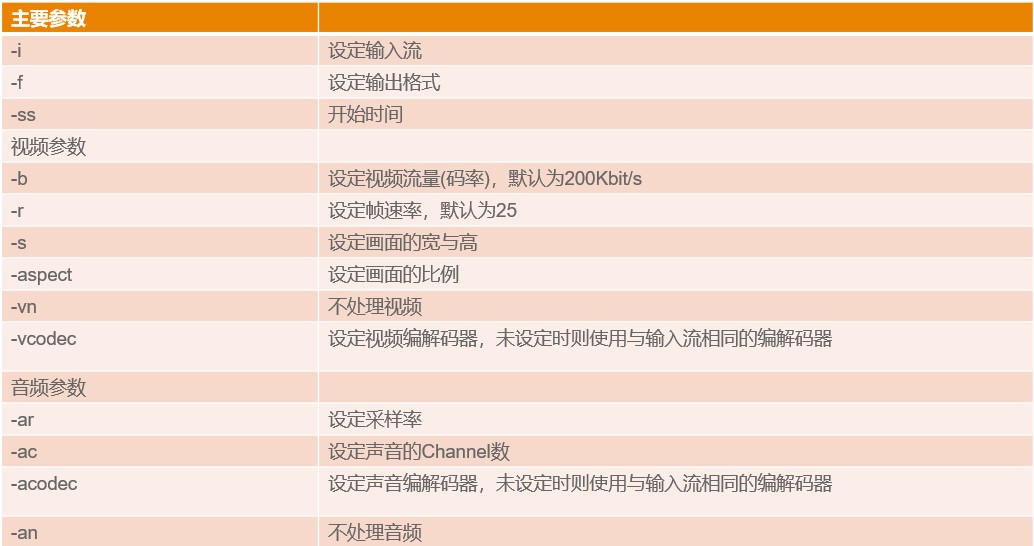 主要参数
-i 设定输入流
-f 设定输出格式
-ss 开始时间
视频参数
-b 设定视频流量(码率)，默认为200Kbit/s
-r 设定帧速率，默认为25
-s 设定画面的宽与高
-aspect 设定画面的比例
-vn 不处理视频
-vcodec 设定视频编解码器，未设定时则使用与输入流相同的编解码器
音频参数
-ar 设定采样率
-ac 设定声音的Channel数
-acodec 设定声音编解码器，未设定时则使用与输入流相同的编解码器
-an 不处理音频